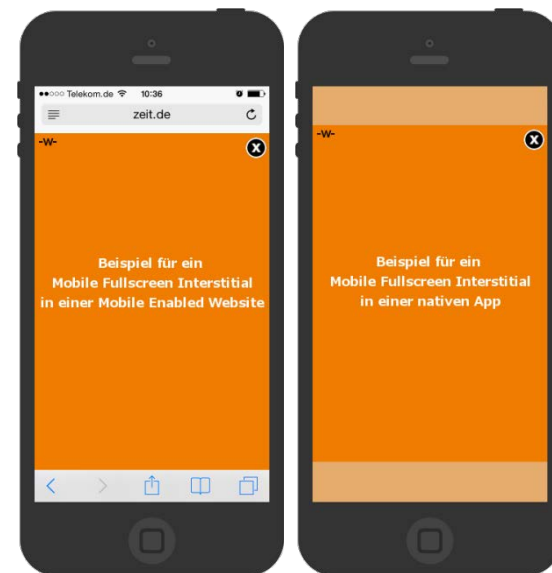 Telekom.de 10:36
zeit.de
-W-
X
Beispiel für ein
Mobile Fullscreen Interstitial
in einer Mobile Enabled Website
-W-
X
Beispiel für ein
Mobile Fullscreen Interstitial
in einer nativen App